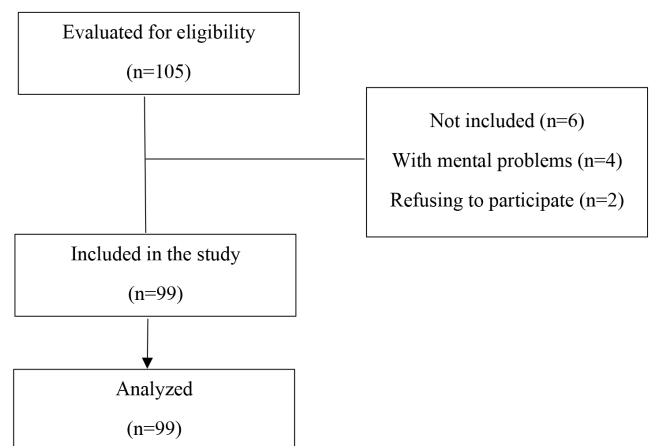 Evaluated for eligibility
(n=105)
Not included (n=6)
With mental problems (n=4)
Refusing to participate (n=2)
Included in the study
(n=99)
Analyzed
(n=99)